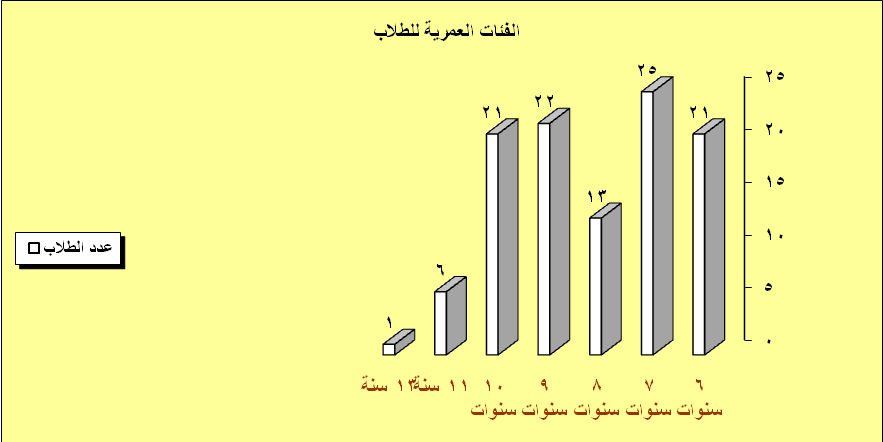 الفئات العمرية للطلاب
٢٥
٢٠
١٥
١٠
٥
٠
٢١
٢٥
١٣
٢٢
٢١
٦
١
٦ سنوات
٧ سنوات
٨ سنوات
٩ سنوات
١٠ سنوات
١١ سنة
١٣ سنة
عدد الطلاب